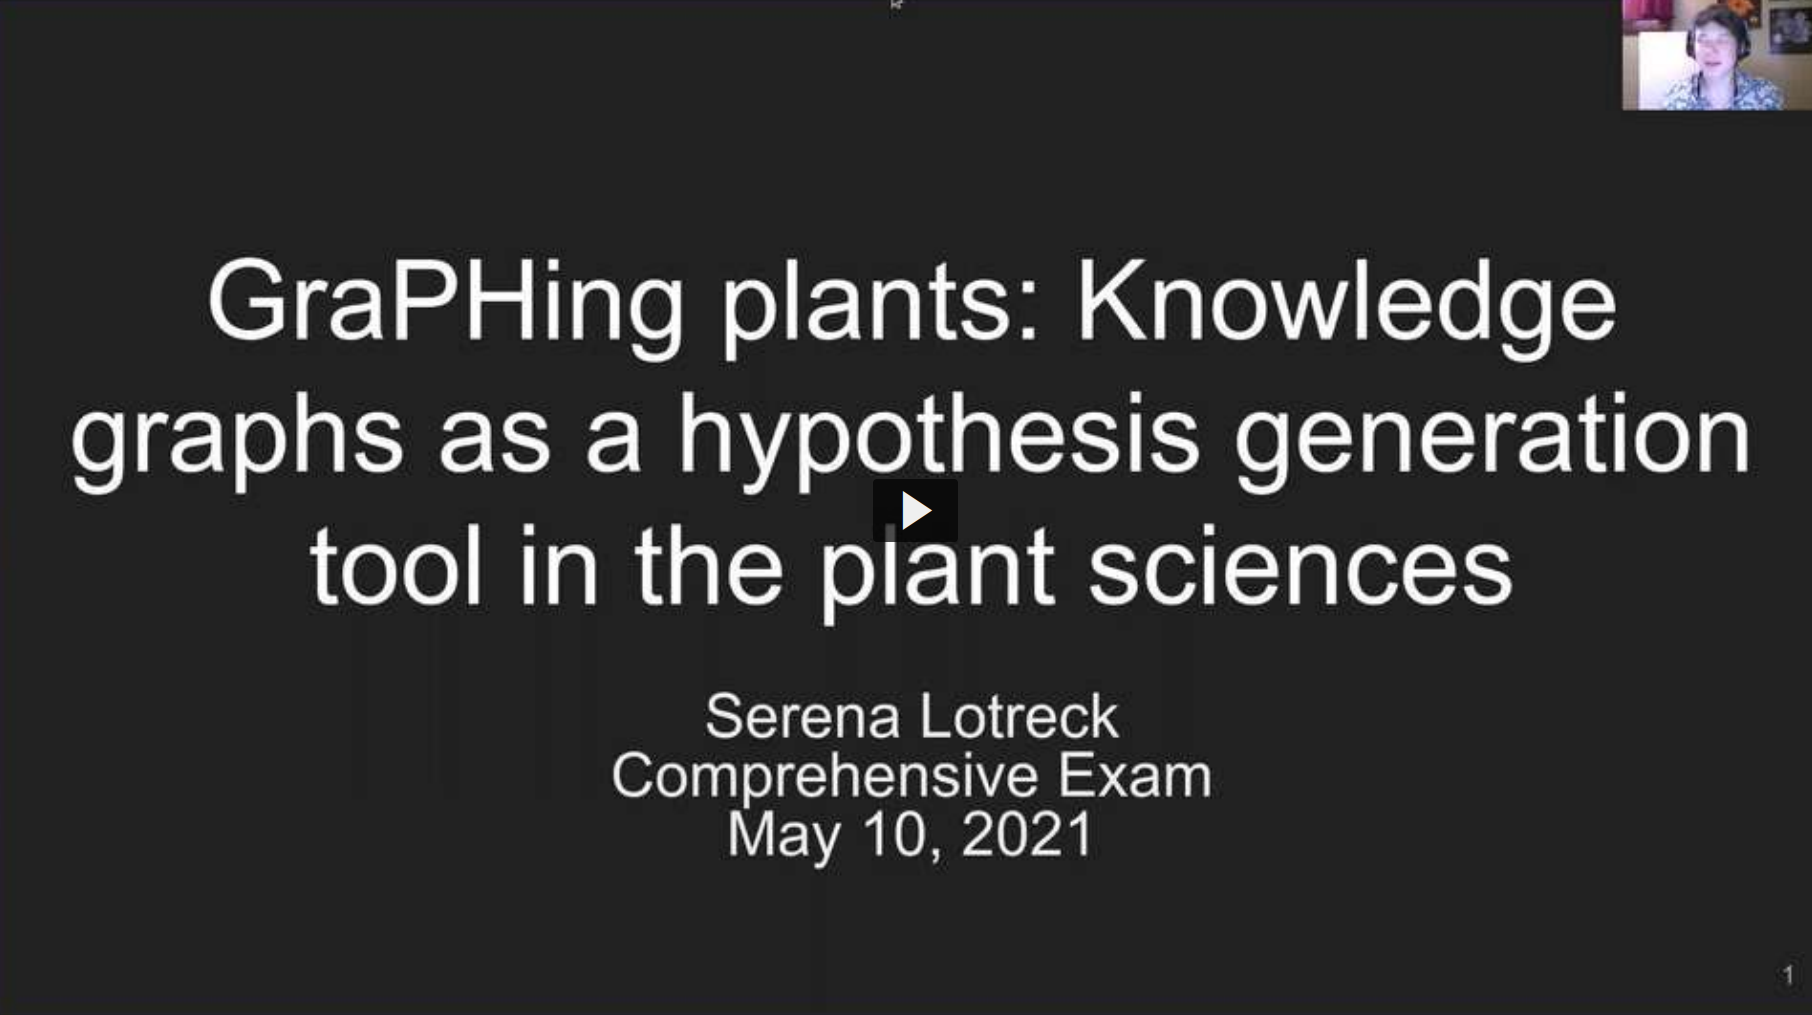 GraPHing plants: Knowledge
graphs as a hypothesis generation
tool in the plant sciences
Serena Lotreck
Comprehensive Exam
May 10, 2021
1